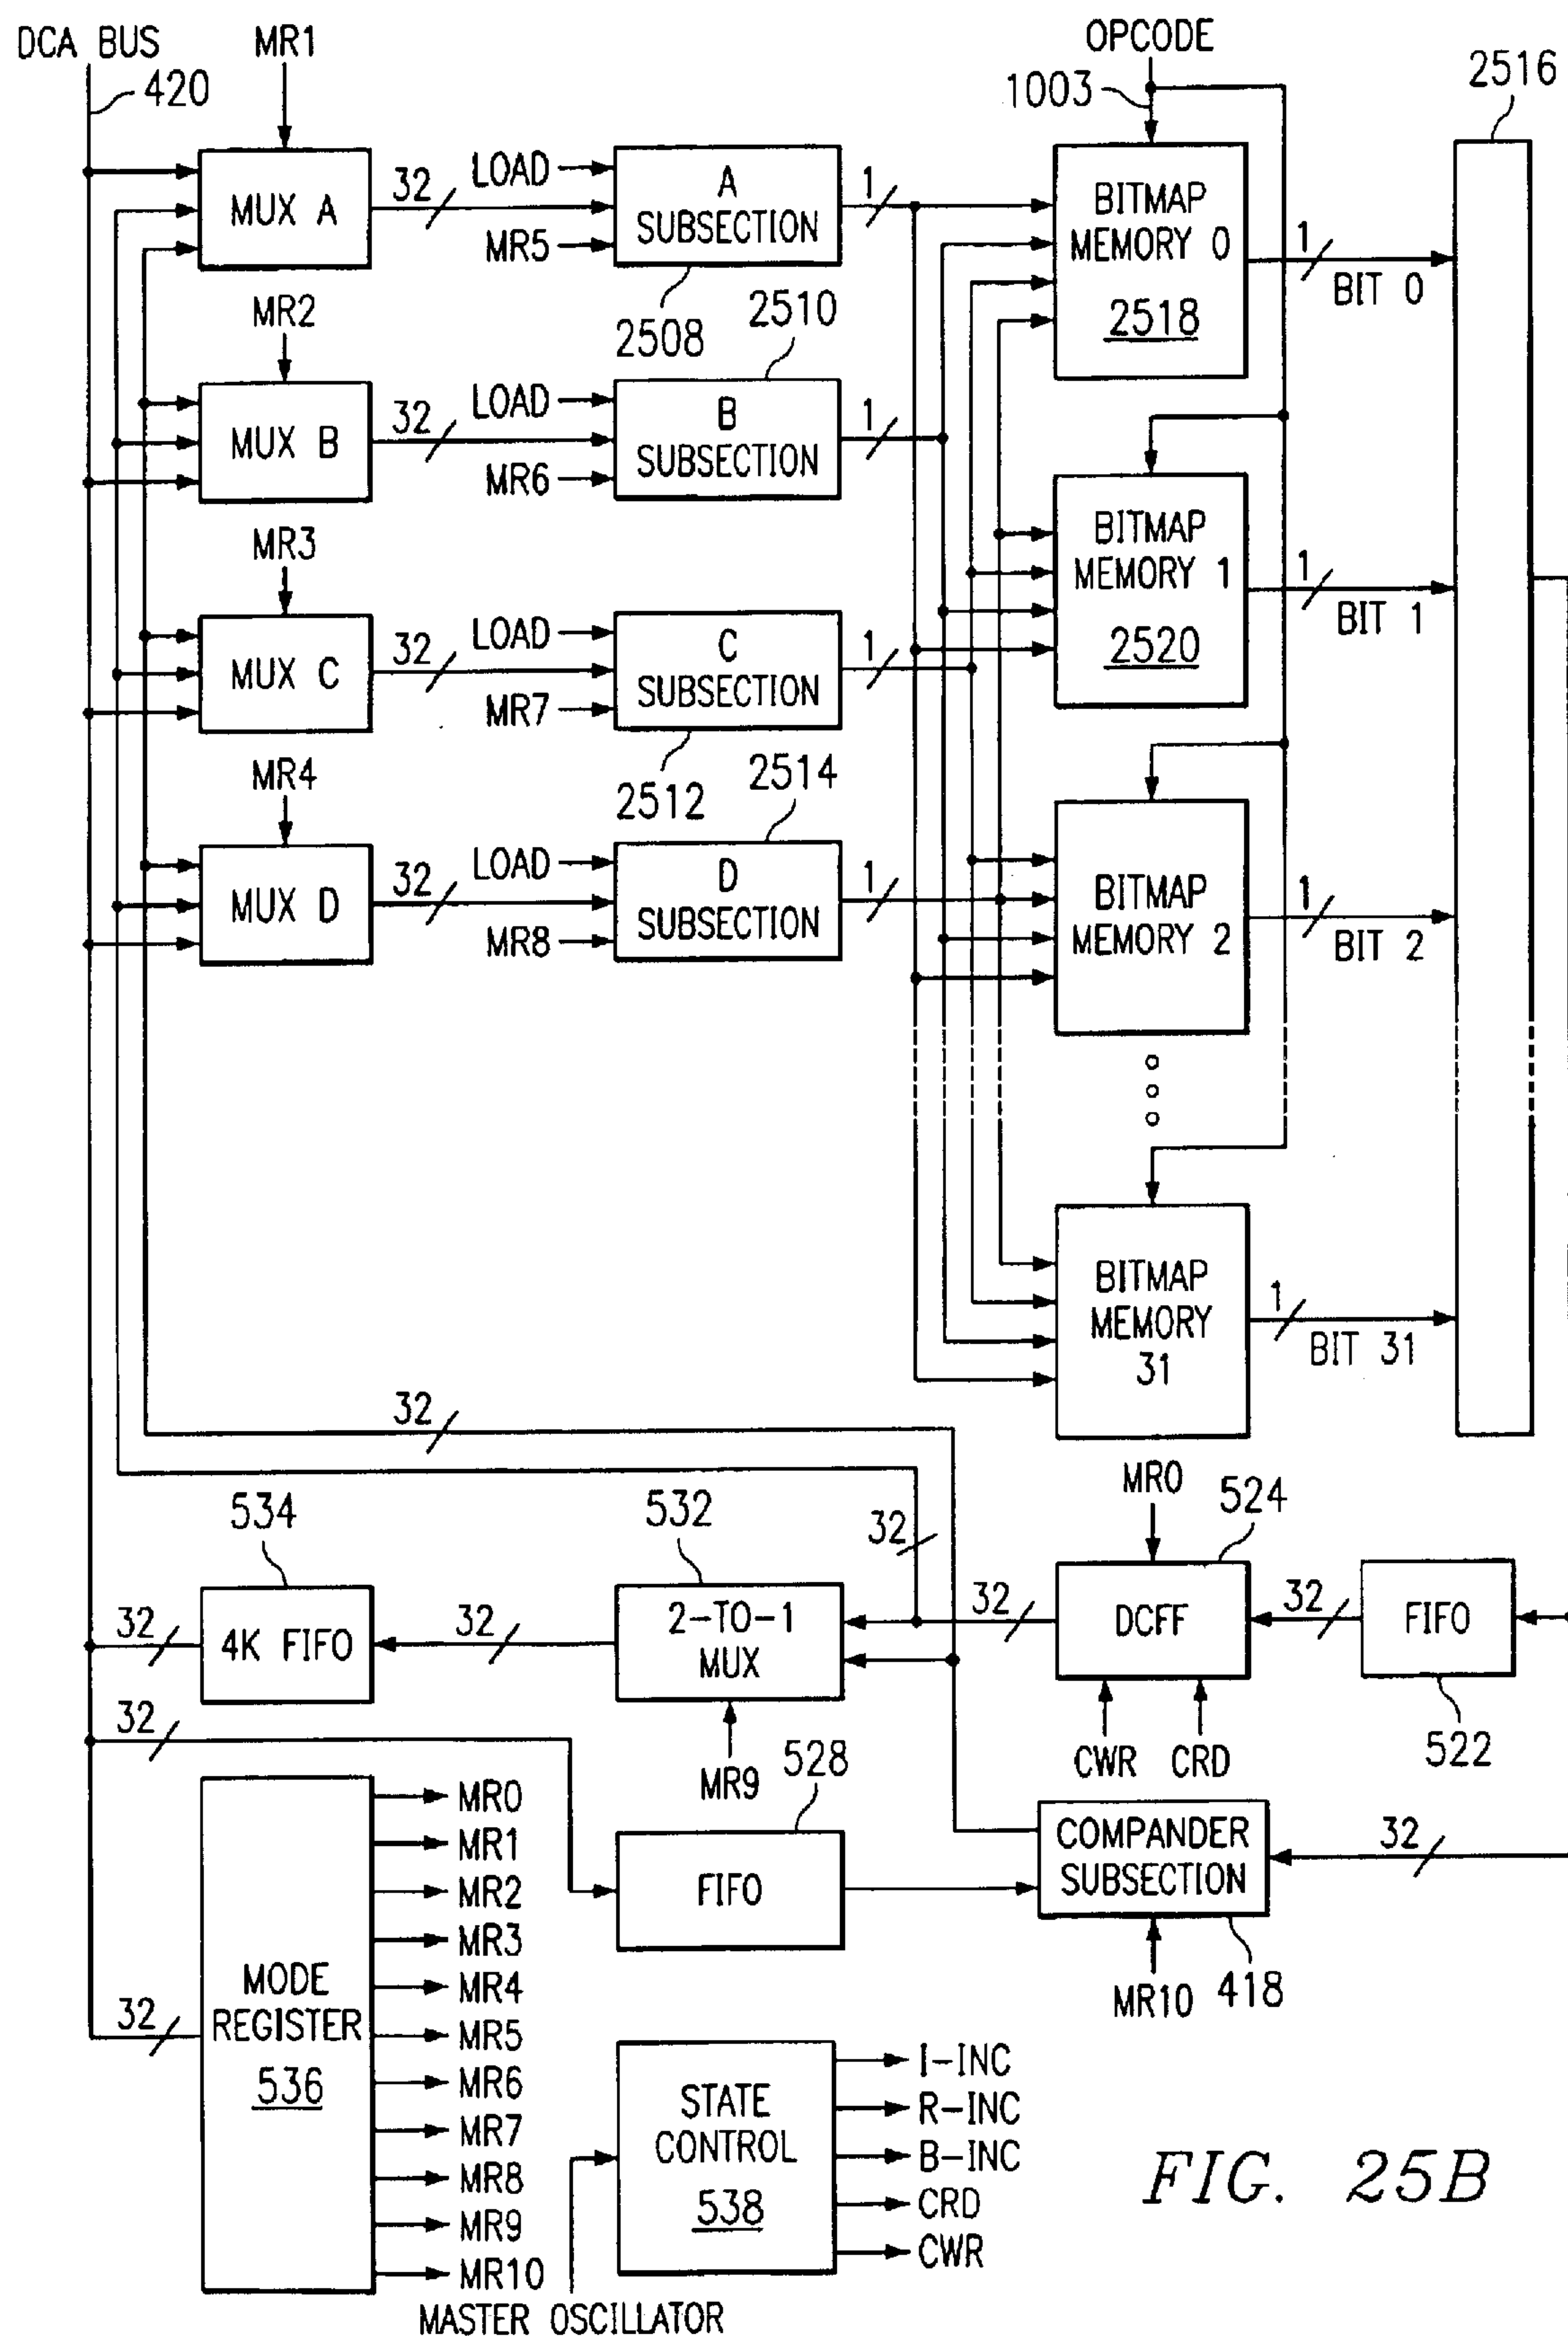 DCA BUS
420
MR1
OPCODE
1003
2516
MUX A
32
LOAD
MR5
A
SUBSECTION
2508
1
BITMAP
MEMORY 0
2518
1
BIT 0
MR2
2510
MUX B
32
LOAD
MR6
B
SUBSECTION
1
BITMAP
MEMORY 1
2520
1
BIT 1
MR3
MUX C
32
LOAD
MR7
C
SUBSECTION
2512
1
MR4
2514
MUX D
32
LOAD
MR8
D
SUBSECTION
1
BITMAP
MEMORY 2
1
BIT 2
BITMAP
MEMORY
31
1
BIT 31
32
32
534
532
MR0
524
32
4K FIFO
32
2-TO-1
MUX
MR9
32
DCFF
CWR
CRD
32
FIFO
522
32
528
FIFO
COMPANDER
SUBSECTION
32
MR10
418
32
MODE
REGISTER
536
MR0
MR1
MR2
MR3
MR4
MR5
MR6
MR7
MR8
MR9
MR10
STATE
CONTROL
538
I-INC
R-INC
B-INC
CRD
CWR
MASTER OSCILLATOR
FIG. 25B